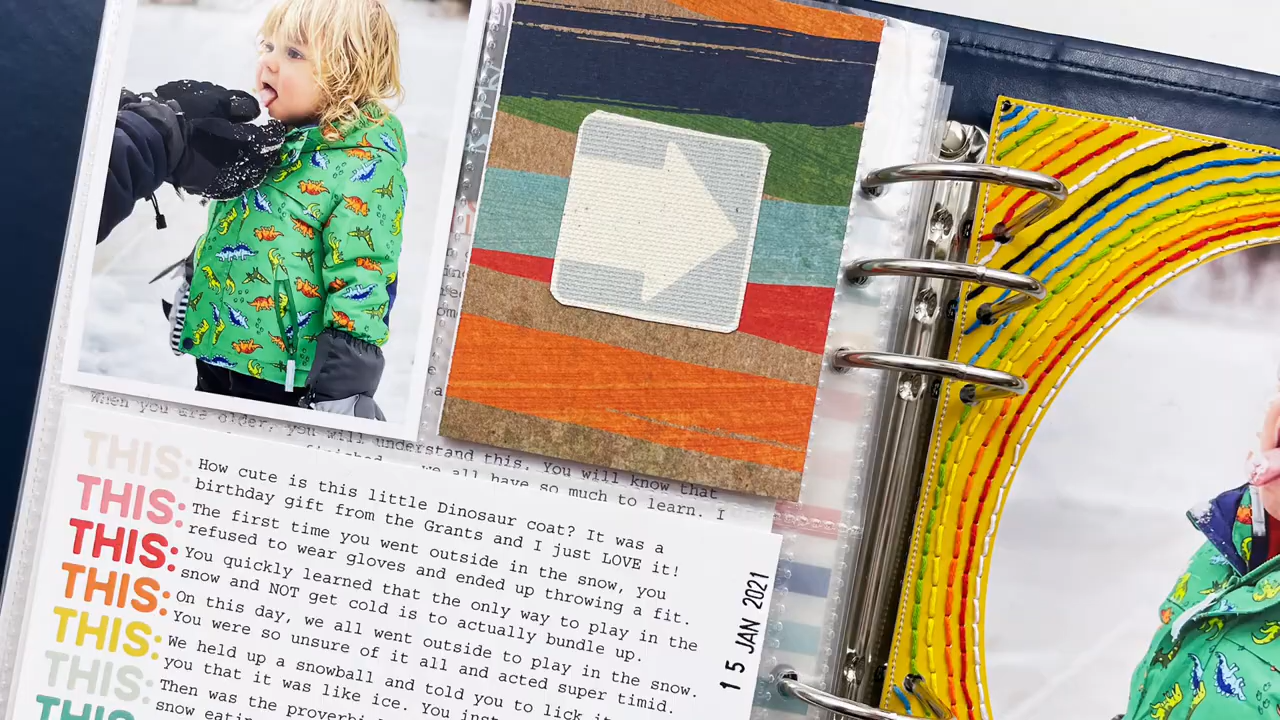 When you are older, you will understand this. You will know that
we all have so much to learn. I
THIS: How cute is this little Dinosaur coat? It was a
birthday gift from the Grants and I just LOVE it!
THIS: The first time you went outside in the snow, you
refused to wear gloves and ended up throwing a fit.
THIS: You quickly learned that the only way to play in the
snow and NOT get cold is to actually bundle up.
THIS: On this day, we all went outside to play in the snow.
You were so unsure of it all and acted super timid.
THIS: We held up a snowball and told you to lick it
you that it was like ice. You
THIS: Then was the
snow
THIS:
15 JAN 2021